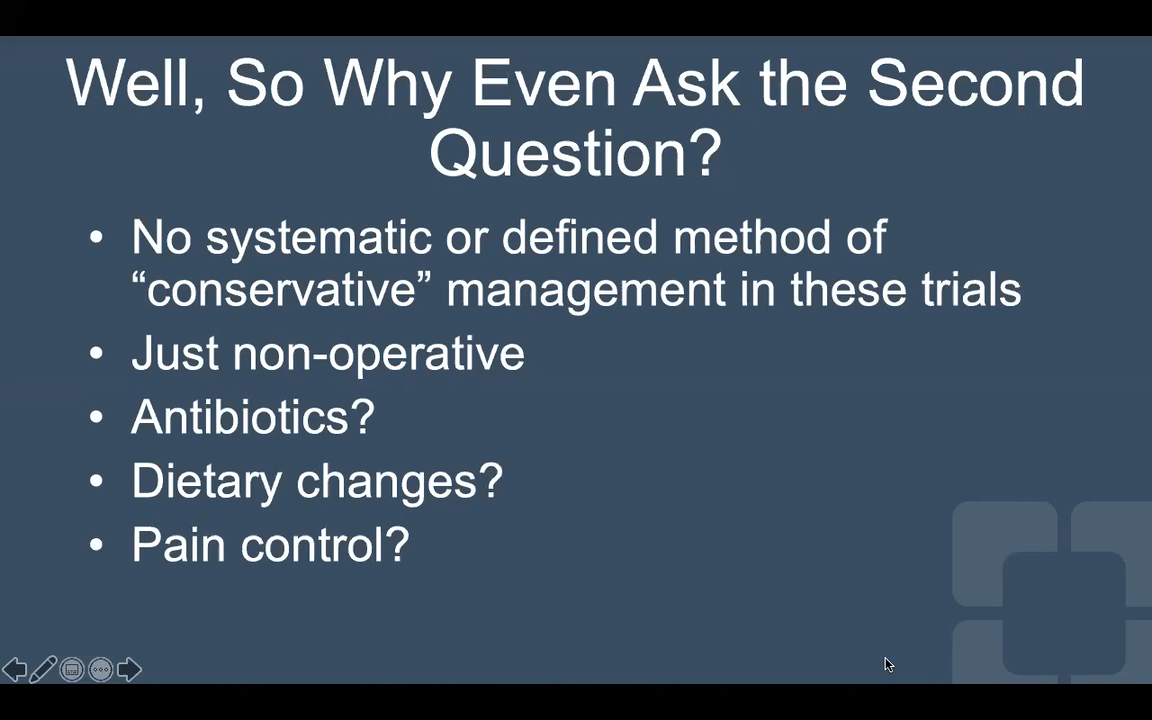 Well, So Why Even Ask the Second
Question?
• No systematic or defined method of
“conservative” management in these trials
• Just non-operative
• Antibiotics?
• Dietary changes?
• Pain control?